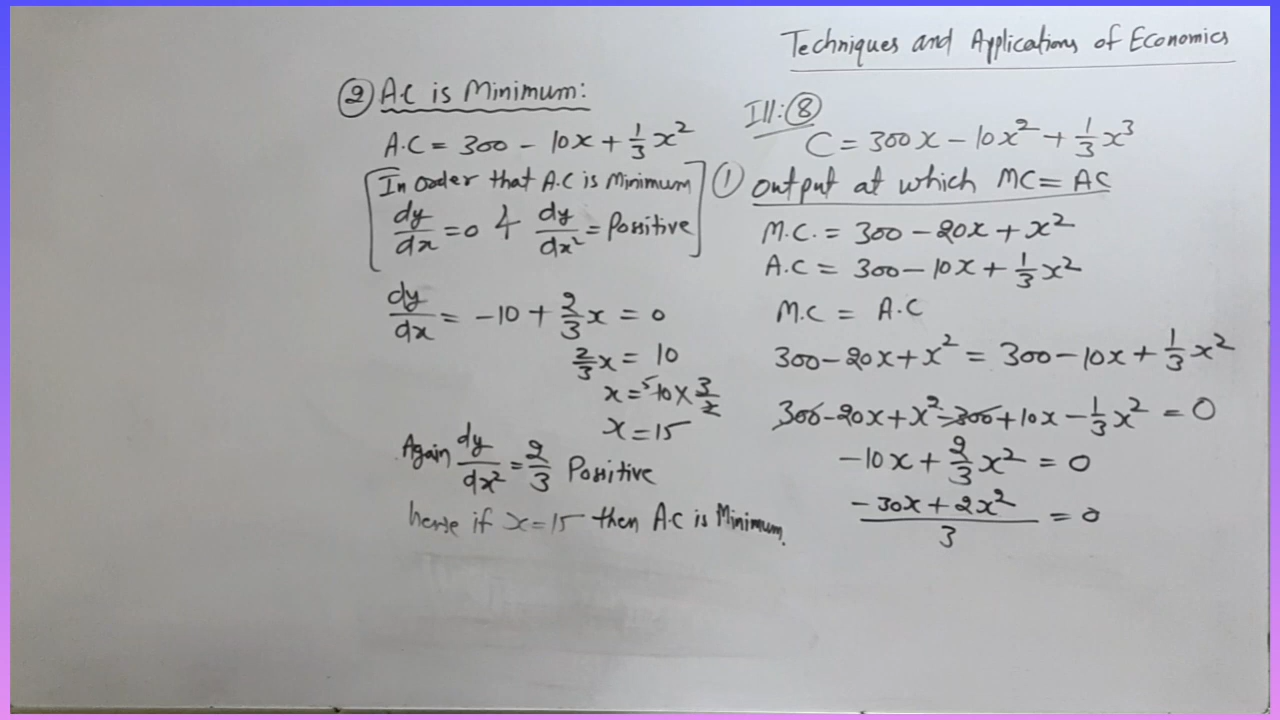 Techniques and Applications of Economics
Ill: ⑧
C = 300x - 10x² + 1/3 x³
① output at which MC = AC
M.C. = 300 - 20x + x²
A.C = 300 - 10x + 1/3 x²
M.C = A.C
300 - 20x + x² = 300 - 10x + 1/3 x²
300 - 20x + x² - 300 + 10x - 1/3 x² = 0
-10x + 2/3 x² = 0
(-30x + 2x²)/3 = 0
② A.C is Minimum:
A.C = 300 - 10x + 1/3 x²
[In order that A.C is Minimum
dy/dx = 0 & dy/dx² = Positive]
dy/dx = -10 + 2/3 x = 0
2/3 x = 10
x = 5 10 × 3/2
x = 15
Again dy/dx² = 2/3 Positive
if x = 15 then A.C is Minimum.